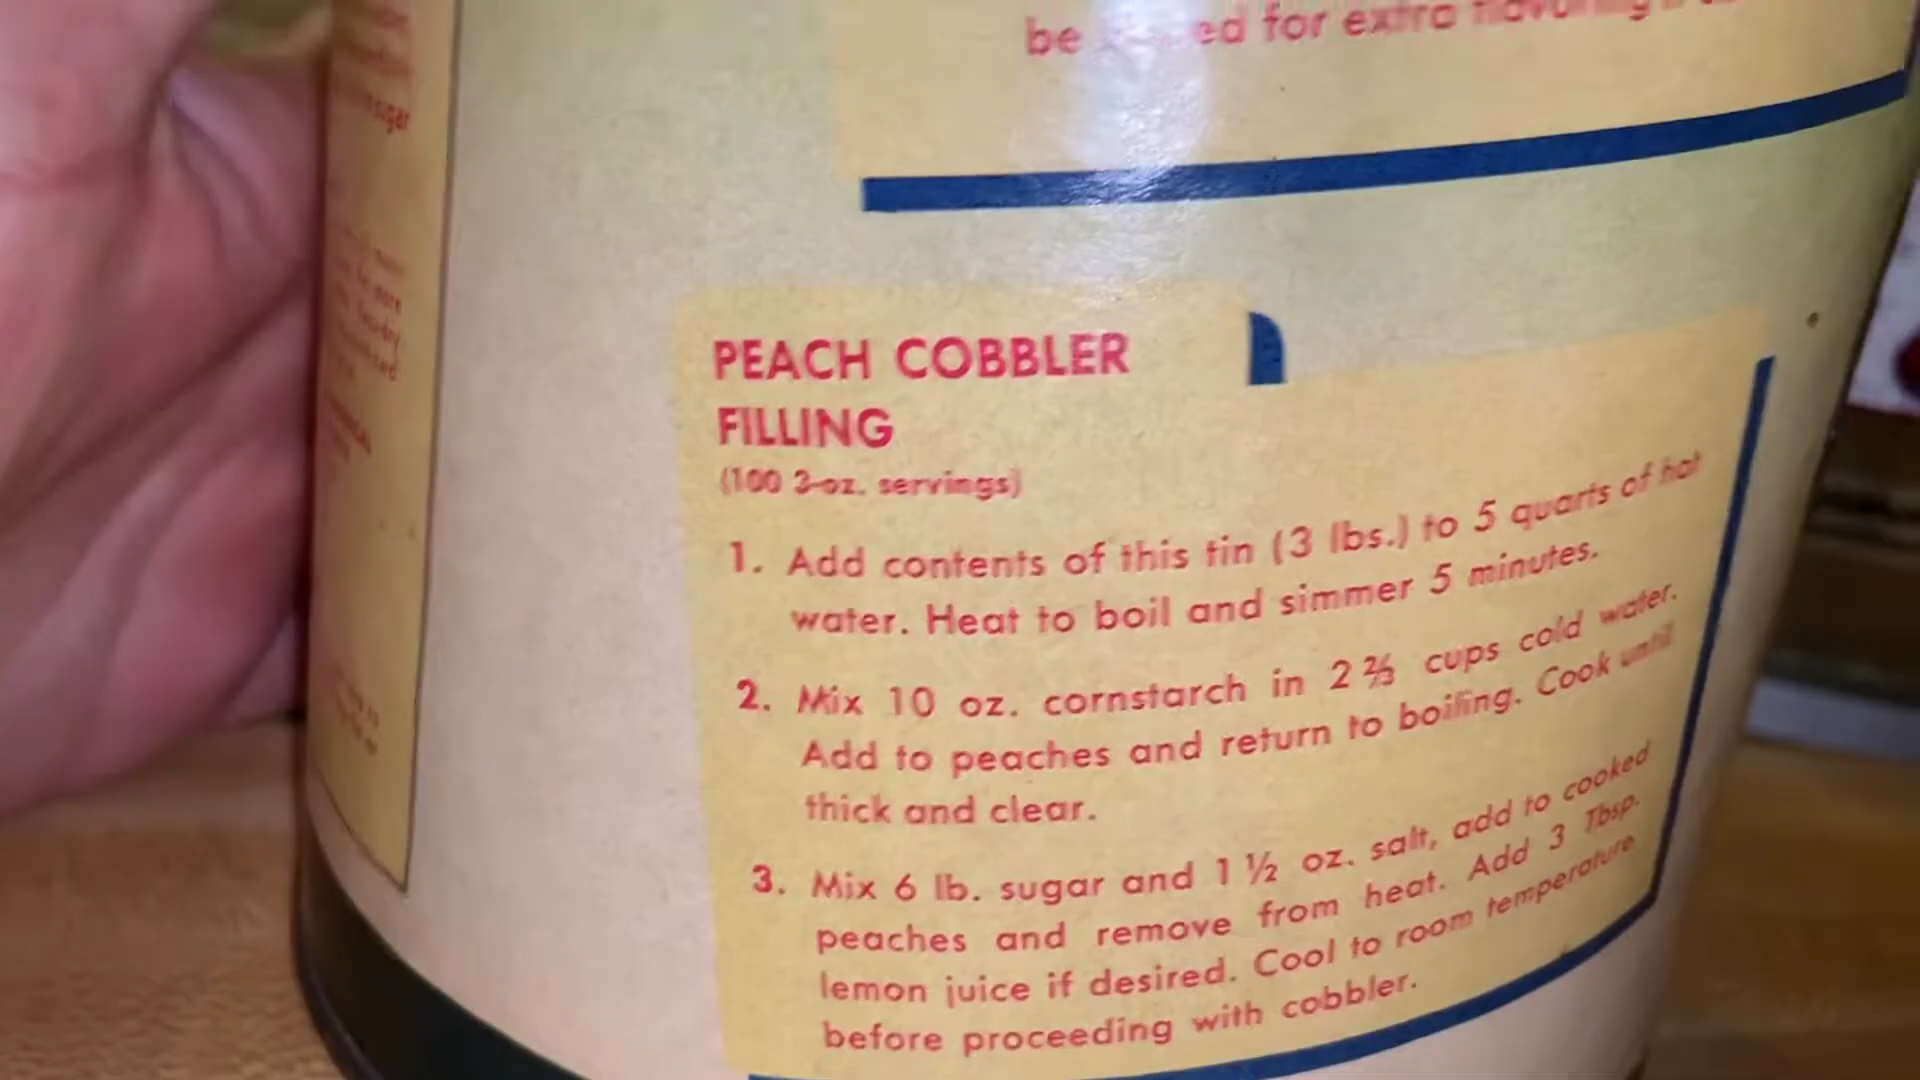 be for extra
sugar
more
PEACH COBBLER
FILLING
(100 3-oz. servings)
1. Add contents of this tin (3 lbs.) to 5 quarts of hot
water. Heat to boil and simmer 5 minutes.
2. Mix 10 oz. cornstarch in 2 ⅔ cups cold water.
Add to peaches and return to boiling. Cook until
thick and clear.
3. Mix 6 lb. sugar and 1 ½ oz. salt, add to cooked
peaches and remove from heat. Add 3 Tbsp.
lemon juice if desired. Cool to room temperature
before proceeding with cobbler.